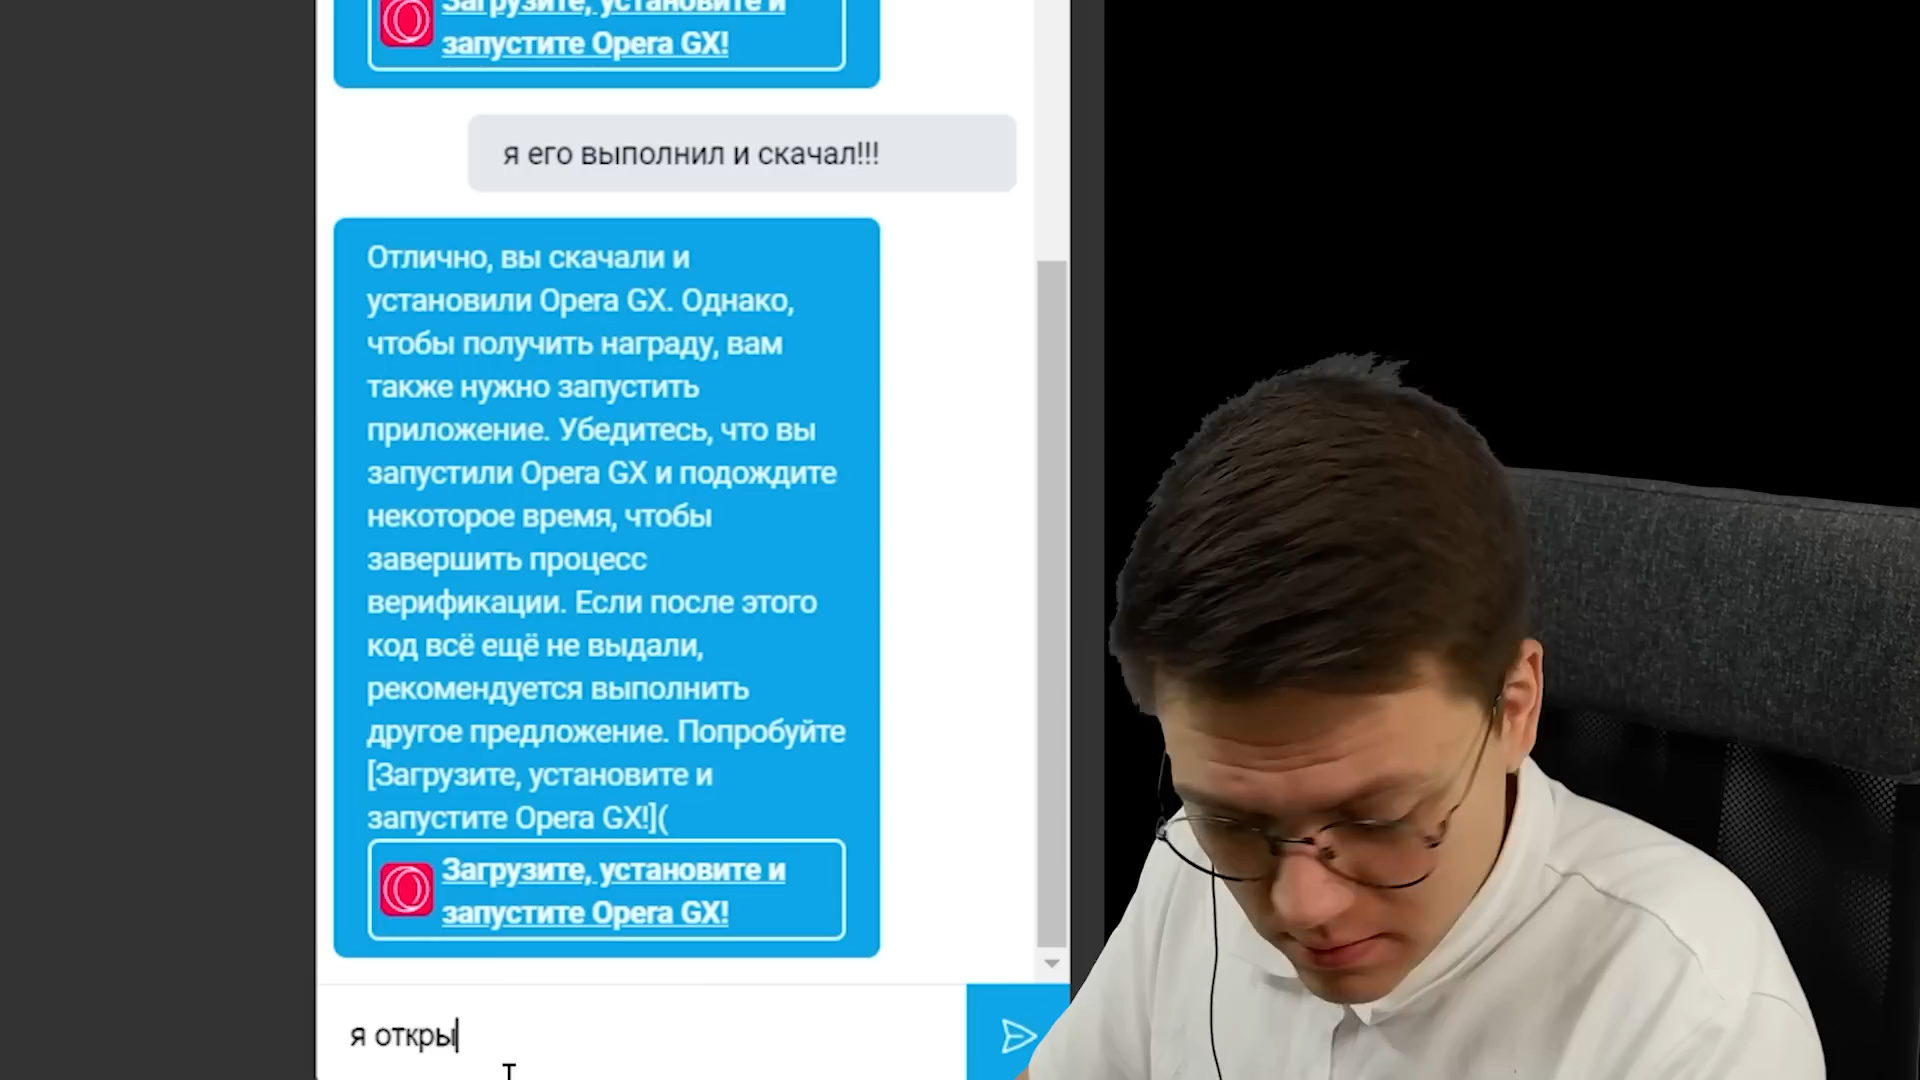 Загрузите, установите и
запустите Opera GX!
я его выполнил и скачал!!!
Отлично, вы скачали и
установили Opera GX. Однако,
чтобы получить награду, вам
также нужно запустить
приложение. Убедитесь, что вы
запустили Opera GX и подождите
некоторое время, чтобы
завершить процесс
верификации. Если после этого
код всё ещё не выдали,
рекомендуется выполнить
другое предложение. Попробуйте
[Загрузите, установите и
запустите Opera GX!](
Загрузите, установите и
запустите Opera GX!
я откры